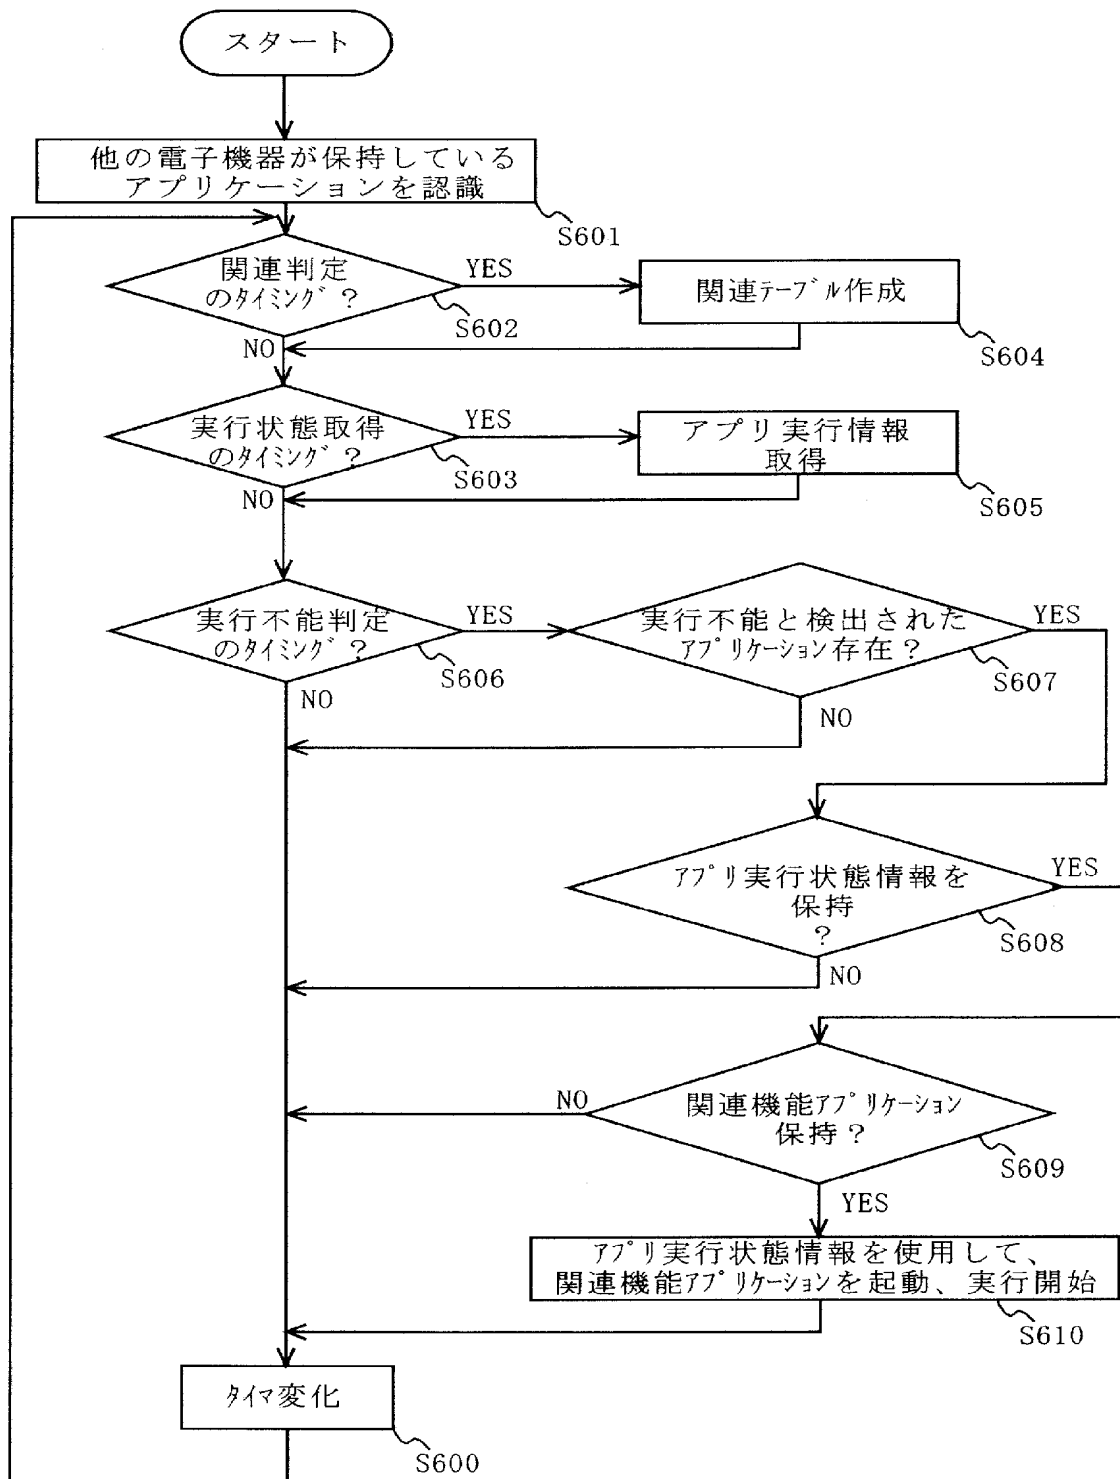 スタート
他の電子機器が保持している
アプリケーションを認識
S601
関連判定
のﾀｲﾐﾝｸﾞ？
YES
S602
NO
関連ﾃｰﾌﾞﾙ作成
S604
実行状態取得
のﾀｲﾐﾝｸﾞ？
YES
S603
NO
アプリ実行情報
取得
S605
実行不能判定
のﾀｲﾐﾝｸﾞ？
YES
S606
NO
実行不能と検出された
ｱﾌﾟﾘｹｰｼｮﾝ存在？
YES
S607
NO
ｱﾌﾟﾘ実行状態情報を
保持
？
YES
S608
NO
関連機能ｱﾌﾟﾘｹｰｼｮﾝ
保持？
NO
S609
YES
ｱﾌﾟﾘ実行状態情報を使用して、
関連機能ｱﾌﾟﾘｹｰｼｮﾝを起動、実行開始
S610
ﾀｲﾏ変化
S600